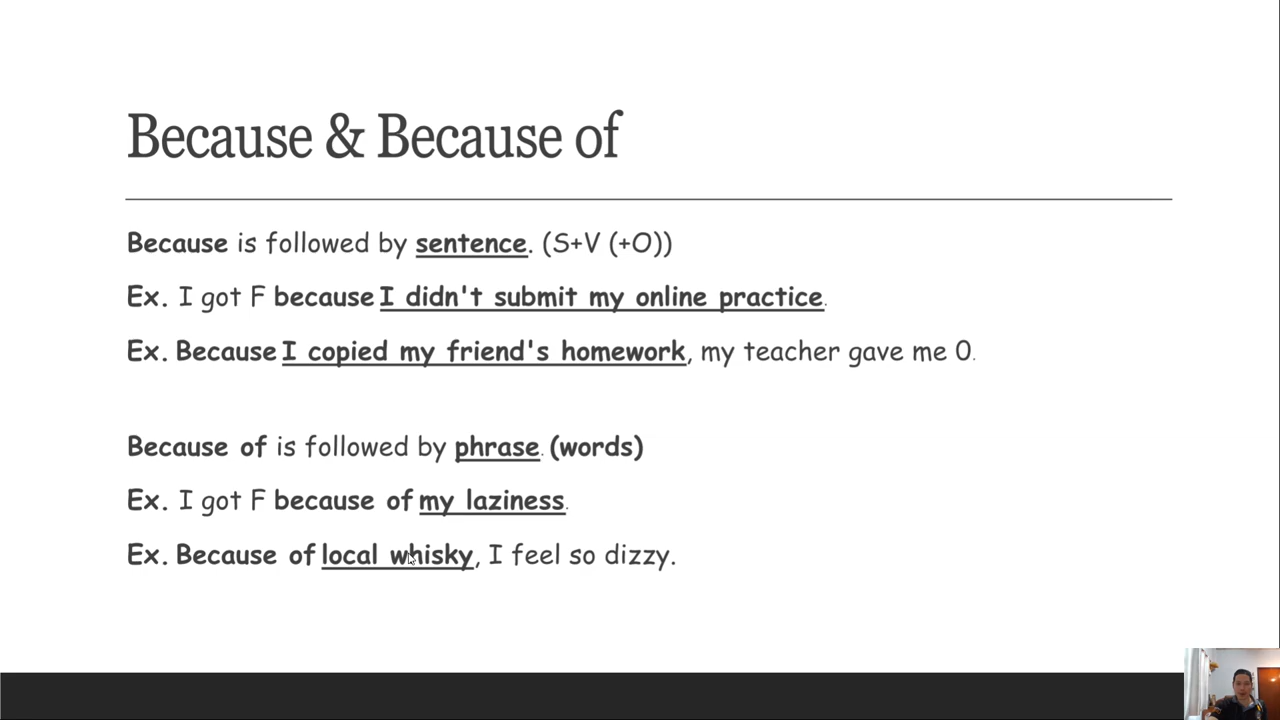 Because & Because of
Because is followed by sentence. (S+V (+O))
Ex. I got F because I didn't submit my online practice.
Ex. Because I copied my friend's homework, my teacher gave me 0.
Because of is followed by phrase. (words)
Ex. I got F because of my laziness.
Ex. Because of local whisky, I feel so dizzy.